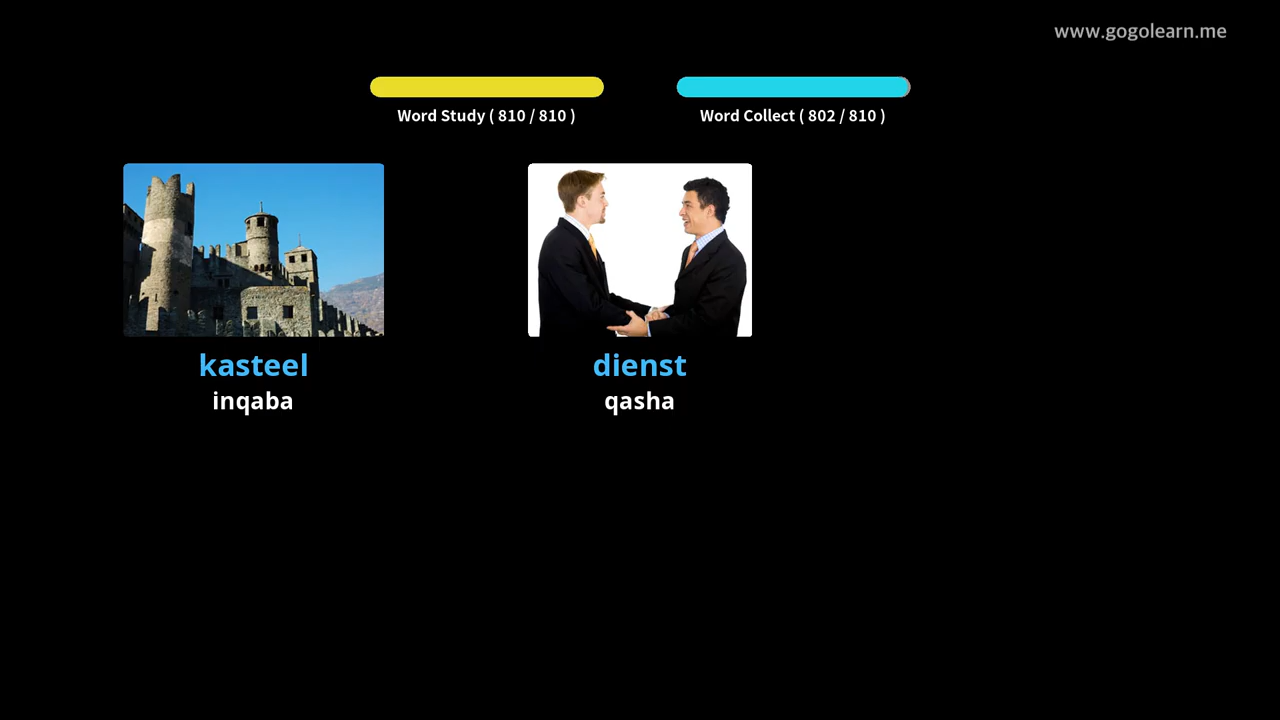 www.gogolearn.me
Word Study ( 810 / 810 )
Word Collect ( 802 / 810 )
kasteel
inqaba
dienst
qasha